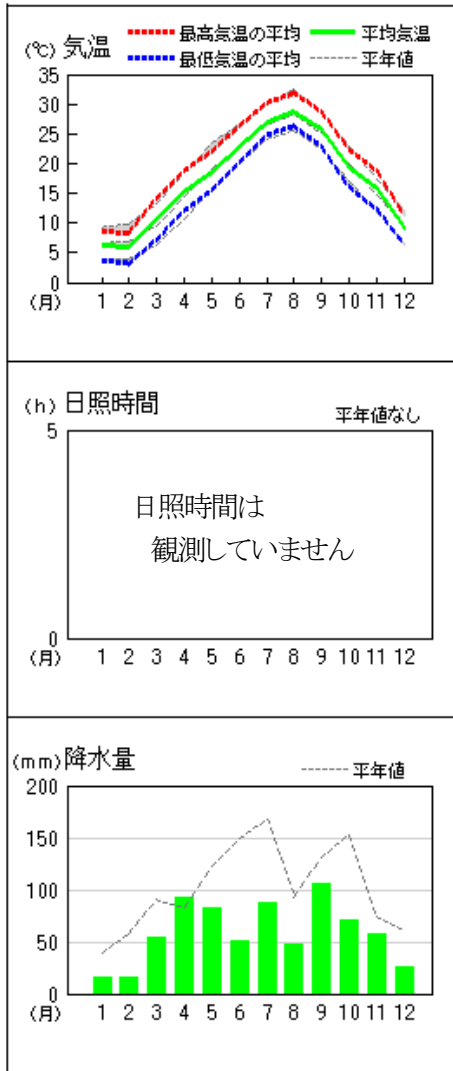 (℃) 気温
最高気温の平均 平均気温
最低気温の平均 平年値
35
30
25
20
15
10
5
0
(月) 1 2 3 4 5 6 7 8 9 10 11 12
(h) 日照時間
平年値なし
5
日照時間は
観測していません
0
(月) 1 2 3 4 5 6 7 8 9 10 11 12
(mm) 降水量
平年値
200
150
100
50
0
(月) 1 2 3 4 5 6 7 8 9 10 11 12